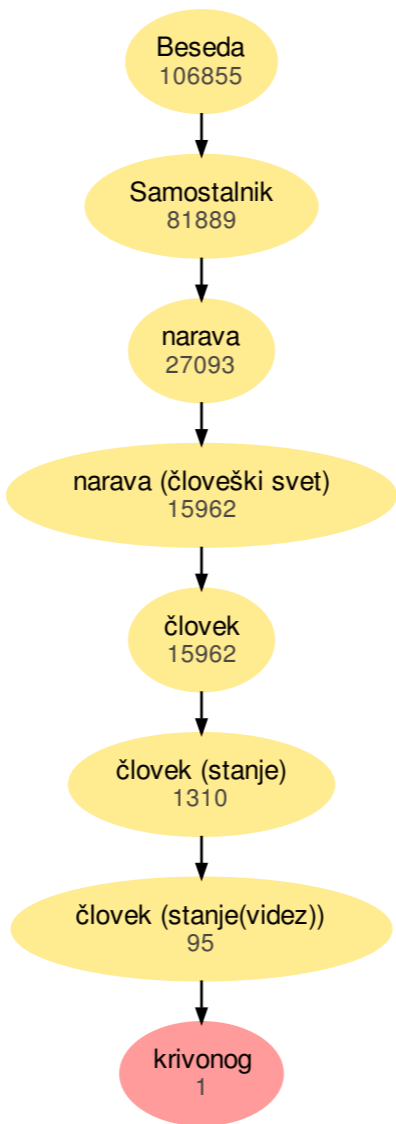 Beseda
106855
Samostalnik
81889
narava
27093
narava (človeški svet)
15962
človek
15962
človek (stanje)
1310
človek (stanje(videz))
95
krivonog
1